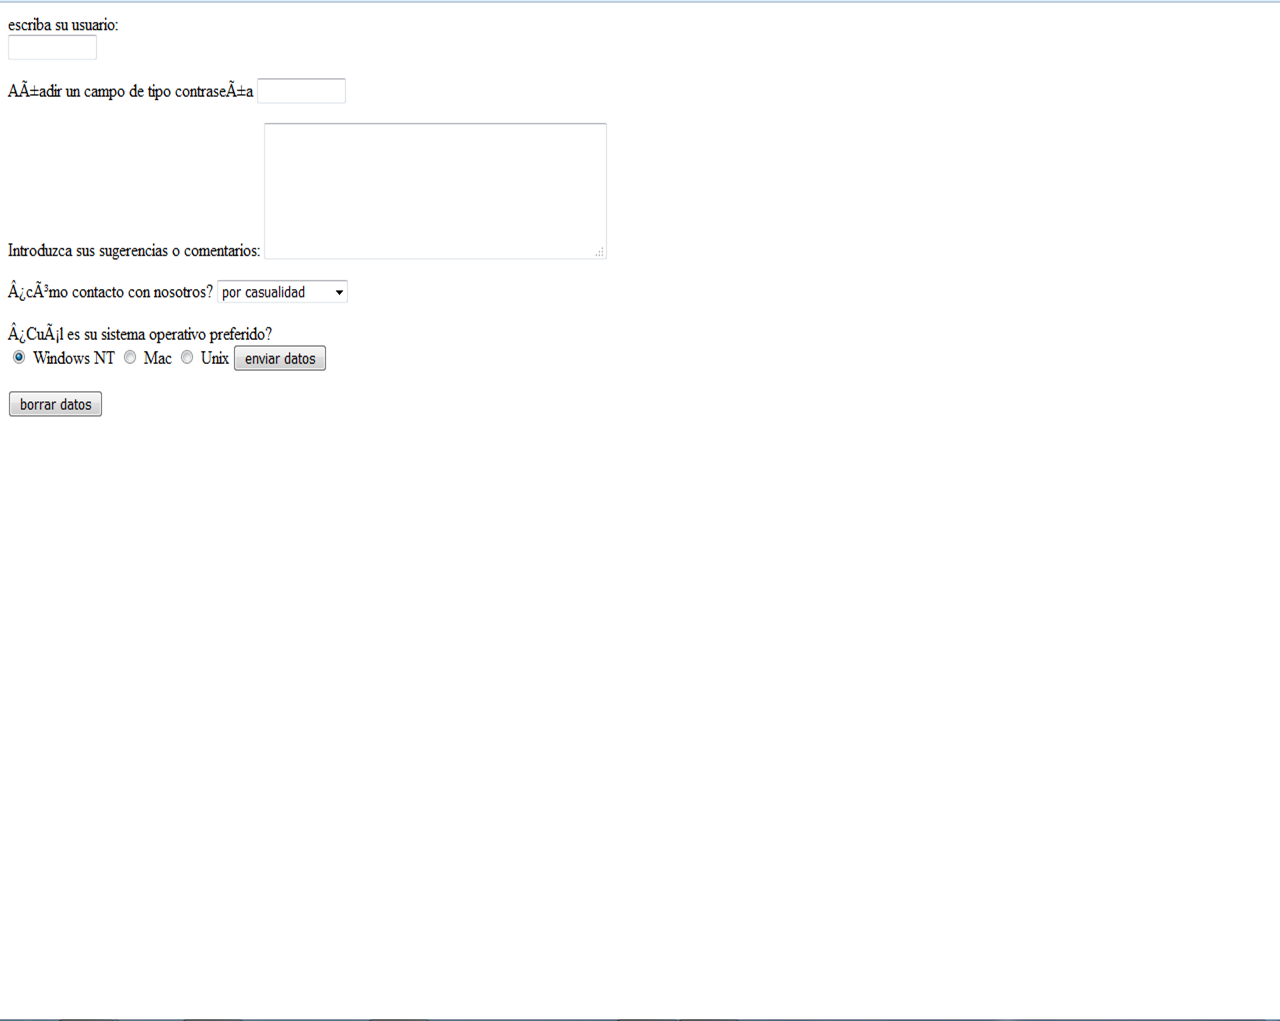 escriba su usuario:
AÃ±adir un campo de tipo contraseÃ±a
Introduzca sus sugerencias o comentarios:
Â¿cÃ³mo contacto con nosotros? por casualidad
Â¿CuÃ¡l es su sistema operativo preferido?
Windows NT Mac Unix enviar datos
borrar datos